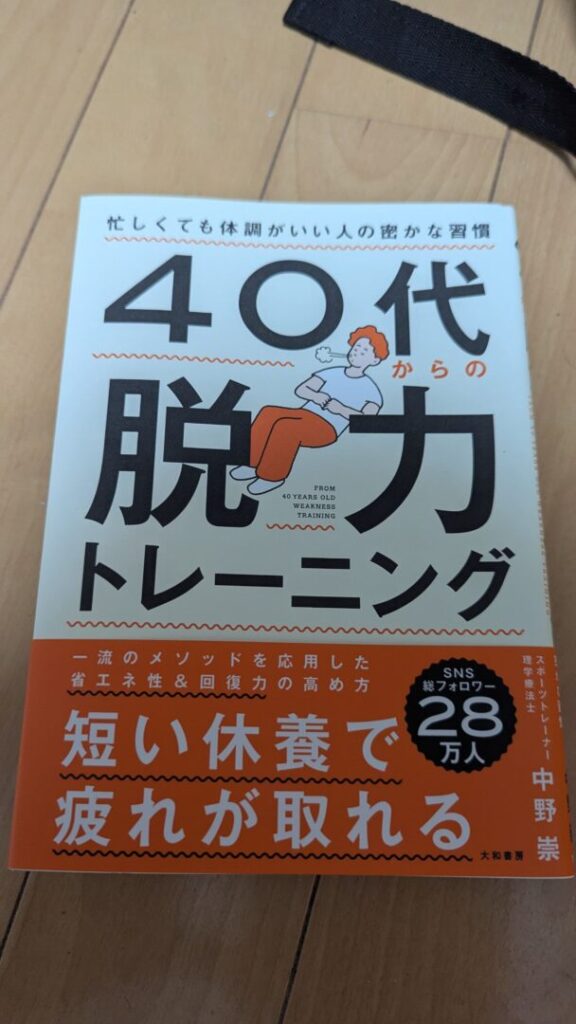 忙しくても体調がいい人の密かな習慣
40代
からの
脱力
FROM
40 YEARS OLD
WEAKNESS
TRAINING
トレーニング
一流のメソッドを応用した
省エネ性&回復力の高め方
短い休養で
疲れが取れる
SNS
総フォロワー
28
万人
スポーツトレーナー
理学療法士
中野 崇
大和書房